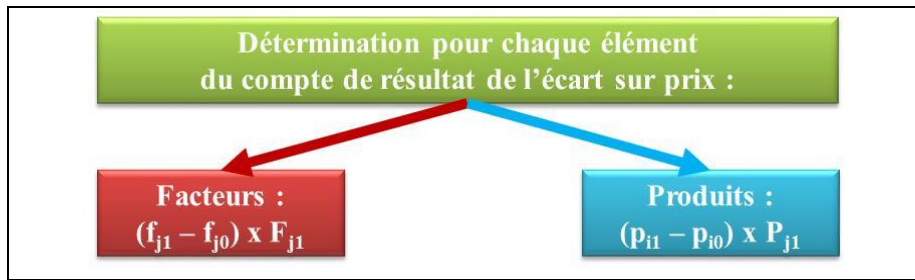 Détermination pour chaque élément
du compte de résultat de l'écart sur prix :
Facteurs :
(fj1 – fj0) x Fj1
Produits :
(pi1 – pi0) x Pj1